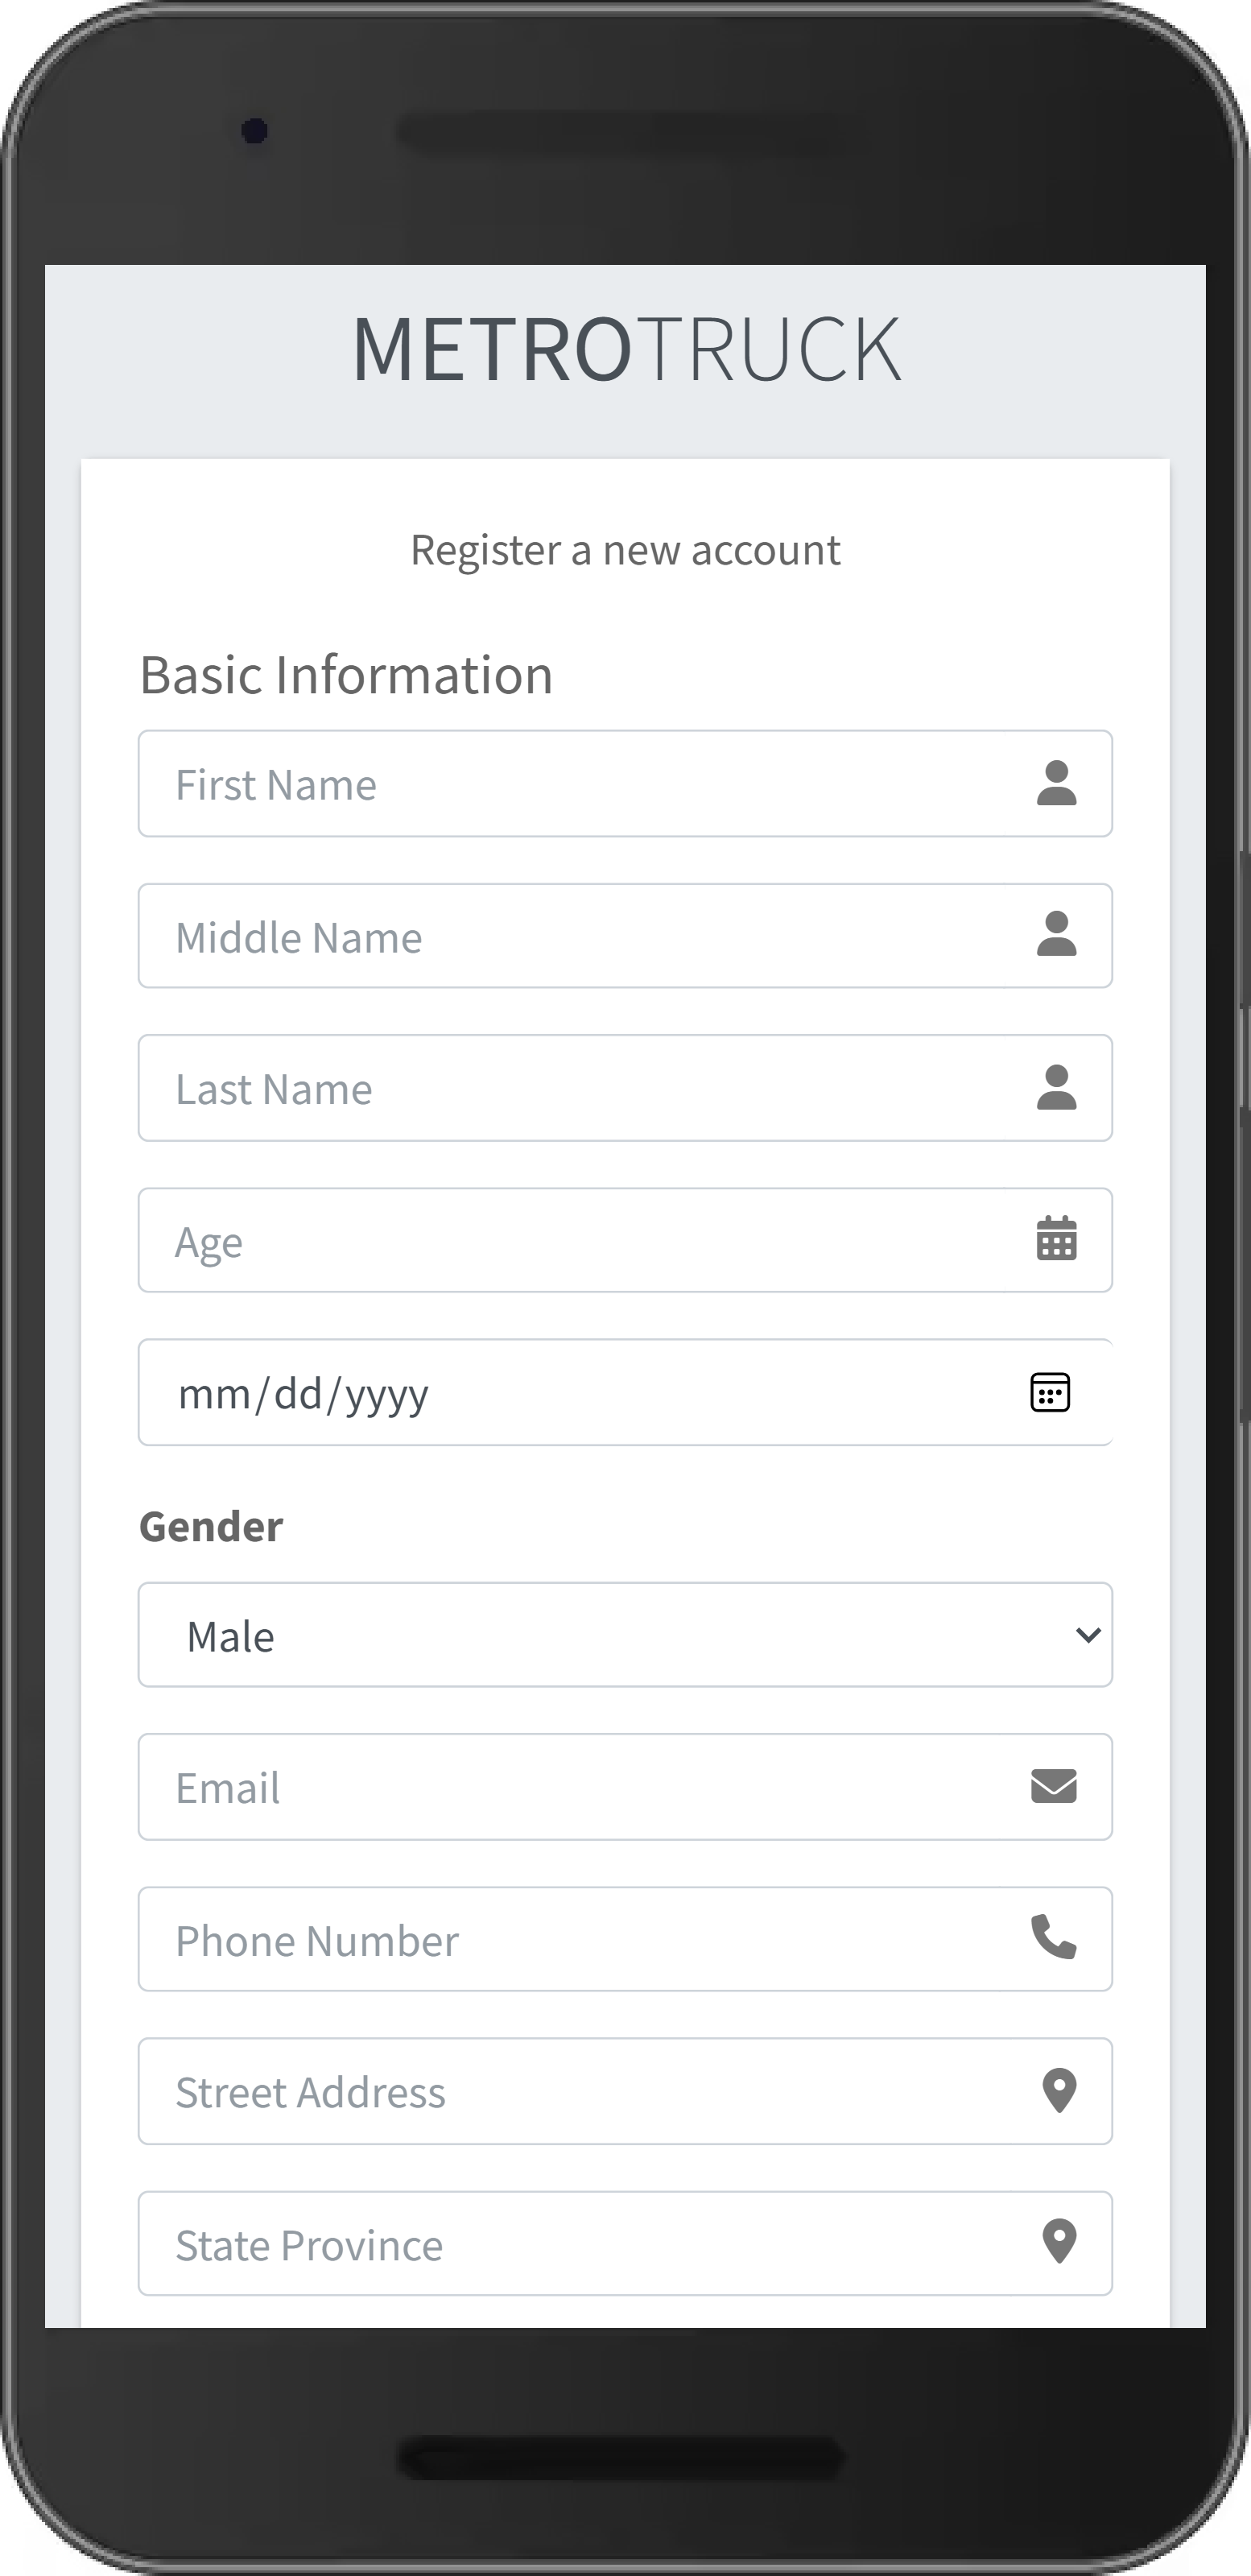 METROTRUCK
Register a new account
Basic Information
First Name
Middle Name
Last Name
Age
mm/dd/yyyy
Gender
Male
Email
Phone Number
Street Address
State Province